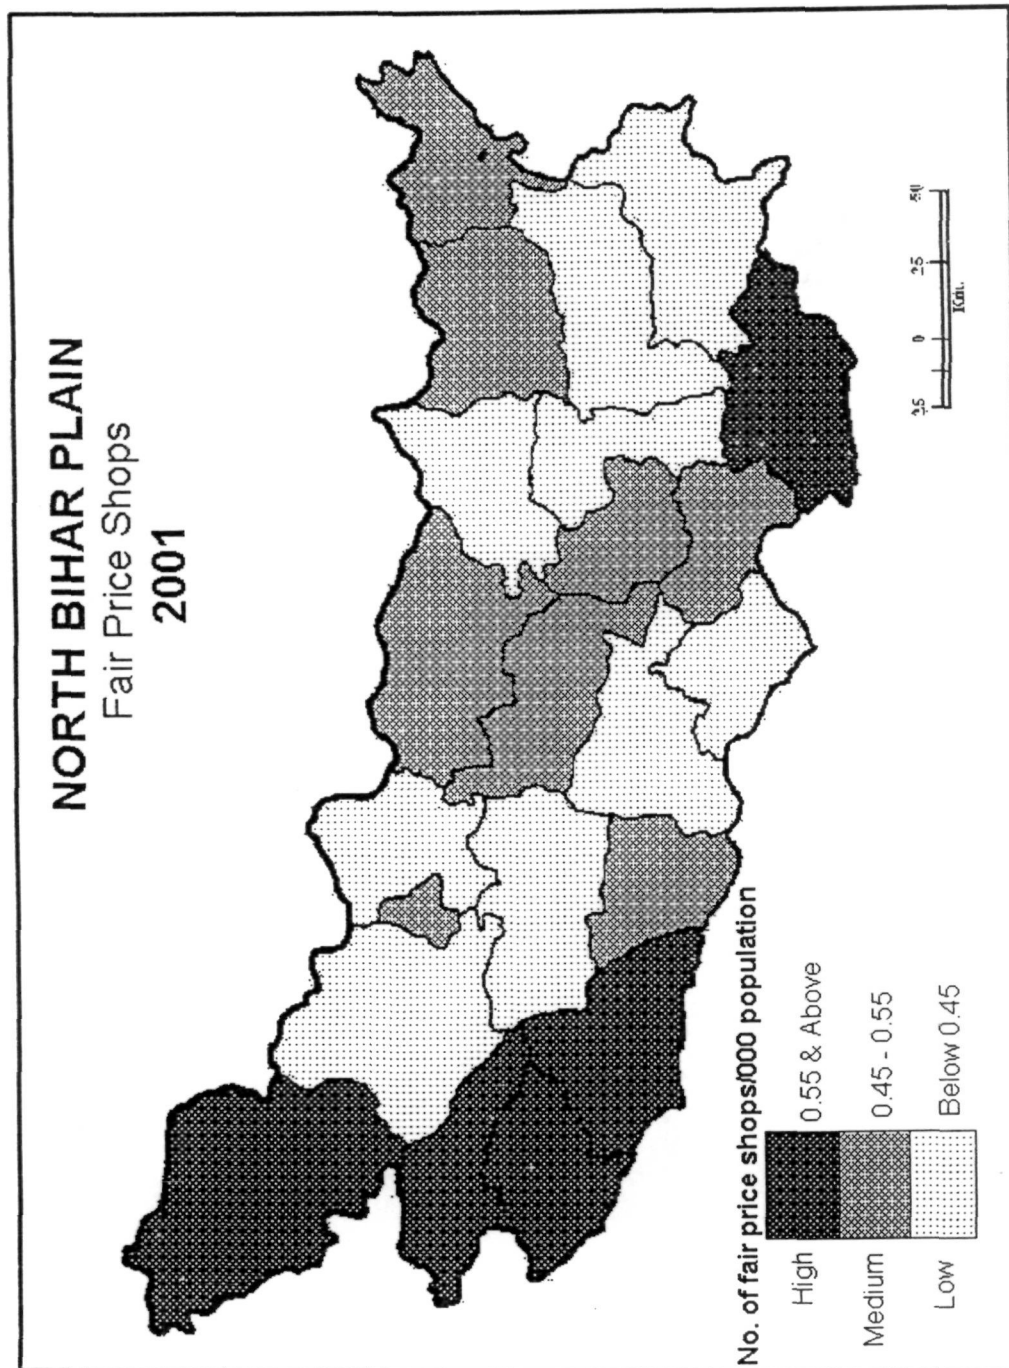 NORTH BIHAR PLAIN
Fair Price Shops
2001
No. of fair price shops/000 population
High 0.55 & Above
Medium 0.45 - 0.55
Low Below 0.45
25 0 25 50
Km.